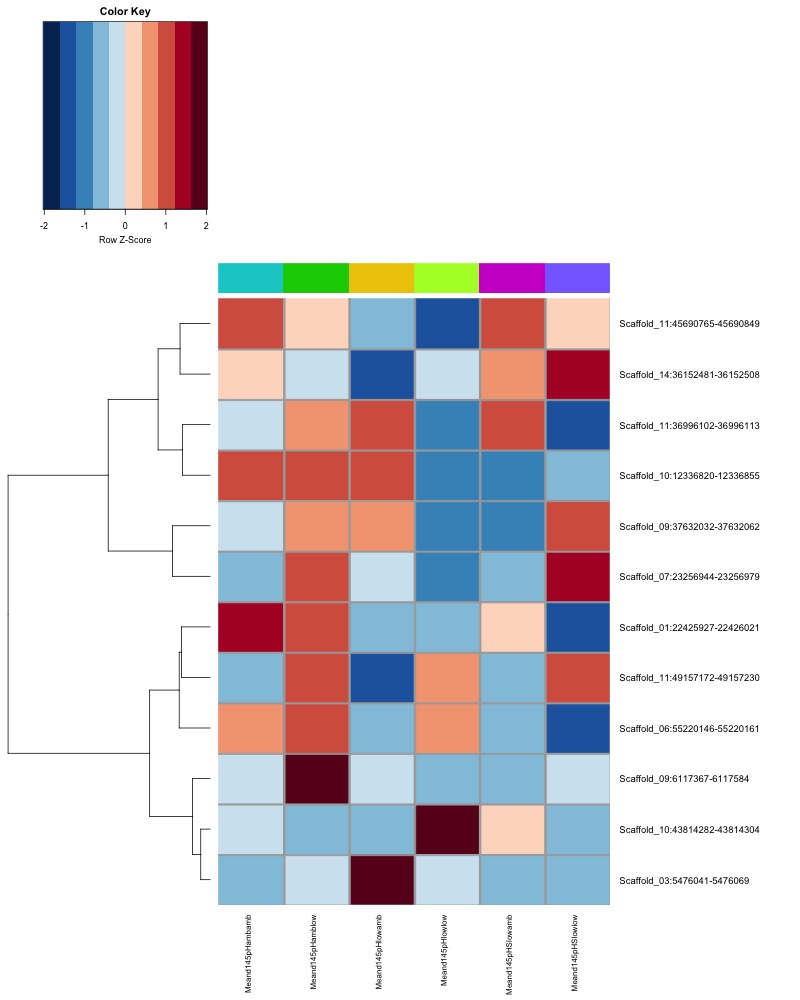 Color Key
-2 -1 0 1 2
Row Z-Score
Scaffold_11:45690765-45690849
Scaffold_14:36152481-36152508
Scaffold_11:36996102-36996113
Scaffold_10:12336820-12336855
Scaffold_09:37632032-37632062
Scaffold_07:23256944-23256979
Scaffold_01:22425927-22426021
Scaffold_11:49157172-49157230
Scaffold_06:55220146-55220161
Scaffold_09:6117367-6117584
Scaffold_10:43814282-43814304
Scaffold_03:5476041-5476069
Meand145pHambamb
Meand145pHamblow
Meand145pHlowamb
Meand145pHlowlow
Meand145pHSlowamb
Meand145pHSlowlow